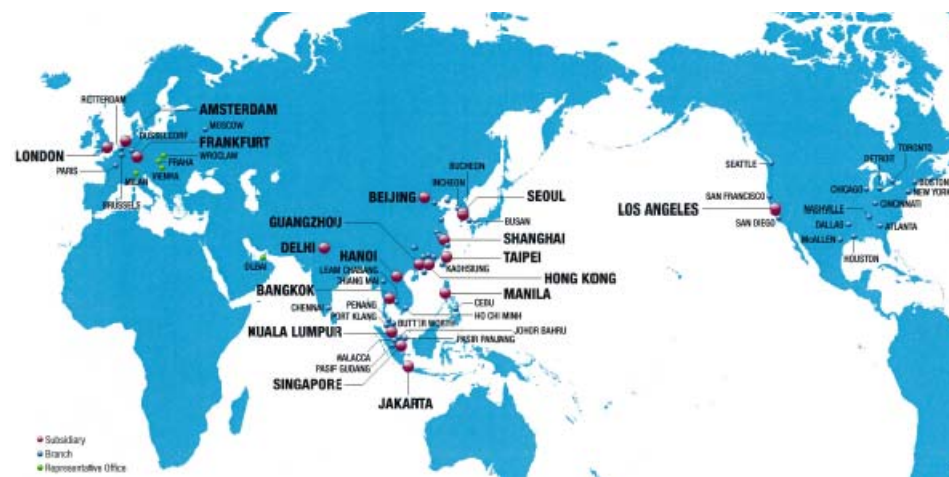 ROTTERDAM
AMSTERDAM
MOSCOW
DUSSELDORF
FRANKFURT
LONDON
WROCLAW
PRAHA
PARIS
VIENNA
MILAN
BRUSSELS
BUCHEON
INCHEON
BEIJING
SEOUL
GUANGZHOU
BUSAN
SHANGHAI
DELHI
HANOI
TAIPEI
DUBAI
KAOHSIUNG
LEAM CHABANG
CHIANG MAI
HONG KONG
BANGKOK
MANILA
CHENNAI
PENANG
CEBU
PORT KLANG
HO CHI MINH
BUTTERWORTH
KUALA LUMPUR
JOHOR BAHRU
PASIR PANJANG
MALACCA
PASIF GUDANG
SINGAPORE
JAKARTA
SEATTLE
TORONTO
DETROIT
BOSTON
CHICAGO
NEW YORK
SAN FRANCISCO
CINCINNATI
LOS ANGELES
NASHVILLE
SAN DIEGO
DALLAS
ATLANTA
McALLEN
HOUSTON
Subsidiary
Branch
Representative Office